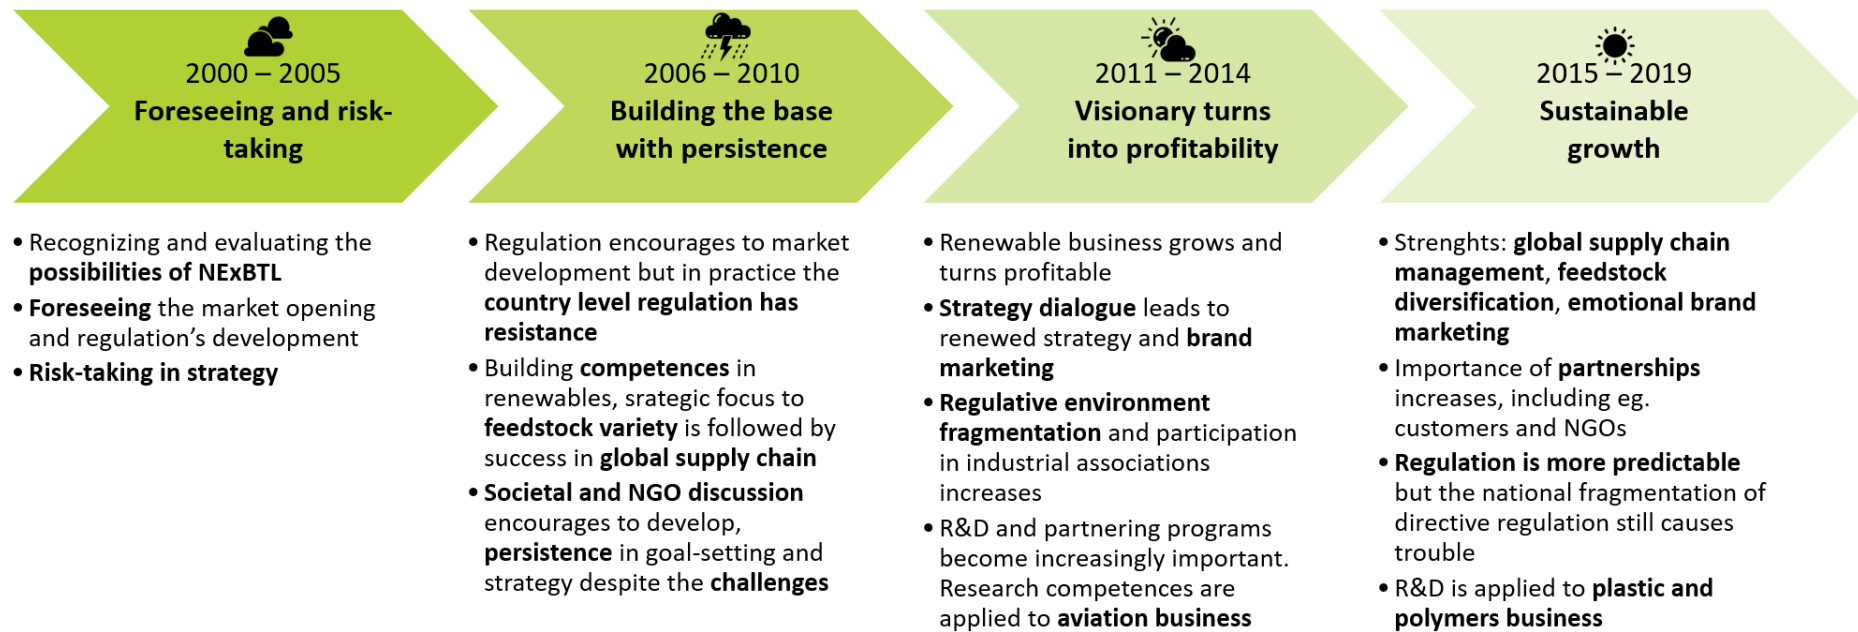 2000 – 2005
Foreseeing and risk-
taking
• Recognizing and evaluating the
possibilities of NExBTL
• Foreseeing the market opening
and regulation’s development
• Risk-taking in strategy
2006 – 2010
Building the base
with persistence
• Regulation encourages to market
development but in practice the
country level regulation has
resistance
• Building competences in
renewables, srategic focus to
feedstock variety is followed by
success in global supply chain
• Societal and NGO discussion
encourages to develop,
persistence in goal-setting and
strategy despite the challenges
2011 – 2014
Visionary turns
into profitability
• Renewable business grows and
turns profitable
• Strategy dialogue leads to
renewed strategy and brand
marketing
• Regulative environment
fragmentation and participation
in industrial associations
increases
• R&D and partnering programs
become increasingly important.
Research competences are
applied to aviation business
2015 – 2019
Sustainable
growth
• Strenghts: global supply chain
management, feedstock
diversification, emotional brand
marketing
• Importance of partnerships
increases, including eg.
customers and NGOs
• Regulation is more predictable
but the national fragmentation of
directive regulation still causes
trouble
• R&D is applied to plastic and
polymers business